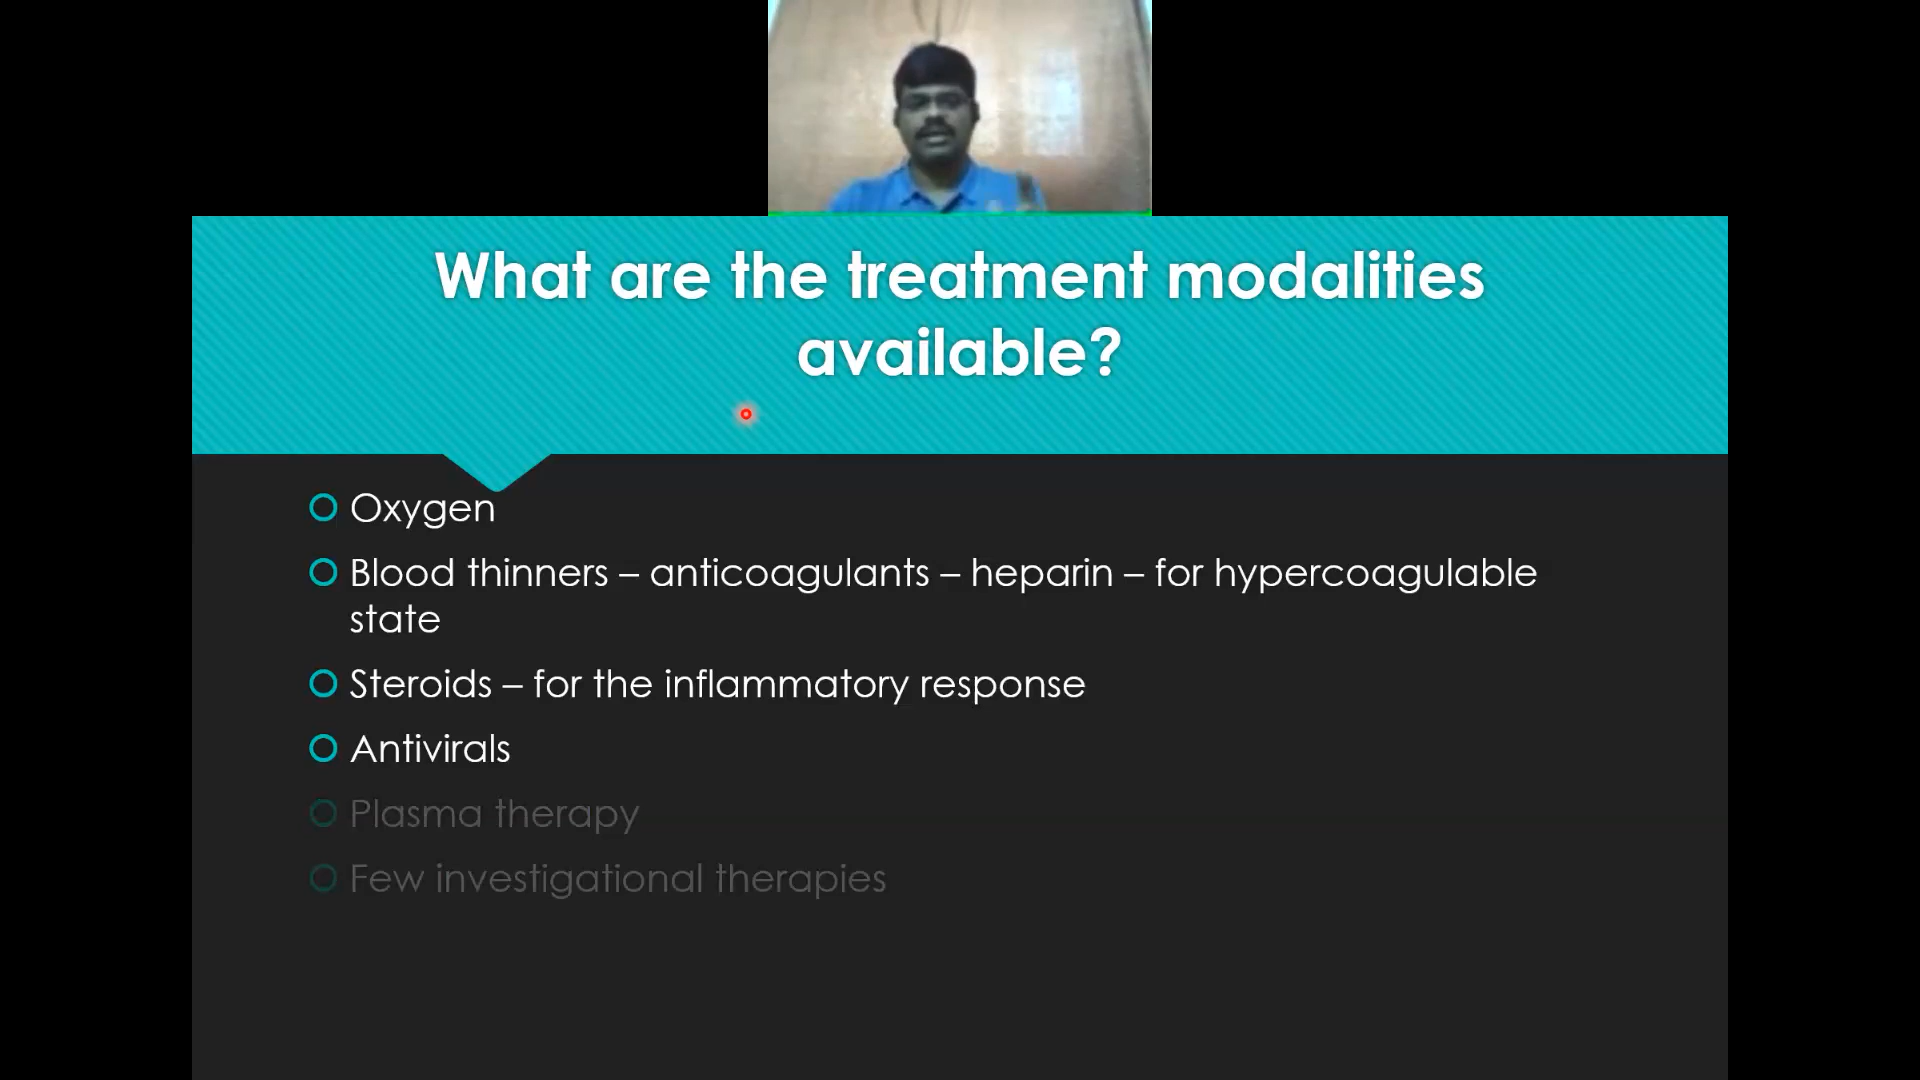 What are the treatment modalities
available?
Oxygen
Blood thinners – anticoagulants – heparin – for hypercoagulable
state
Steroids – for the inflammatory response
Antivirals
Plasma therapy
Few investigational therapies